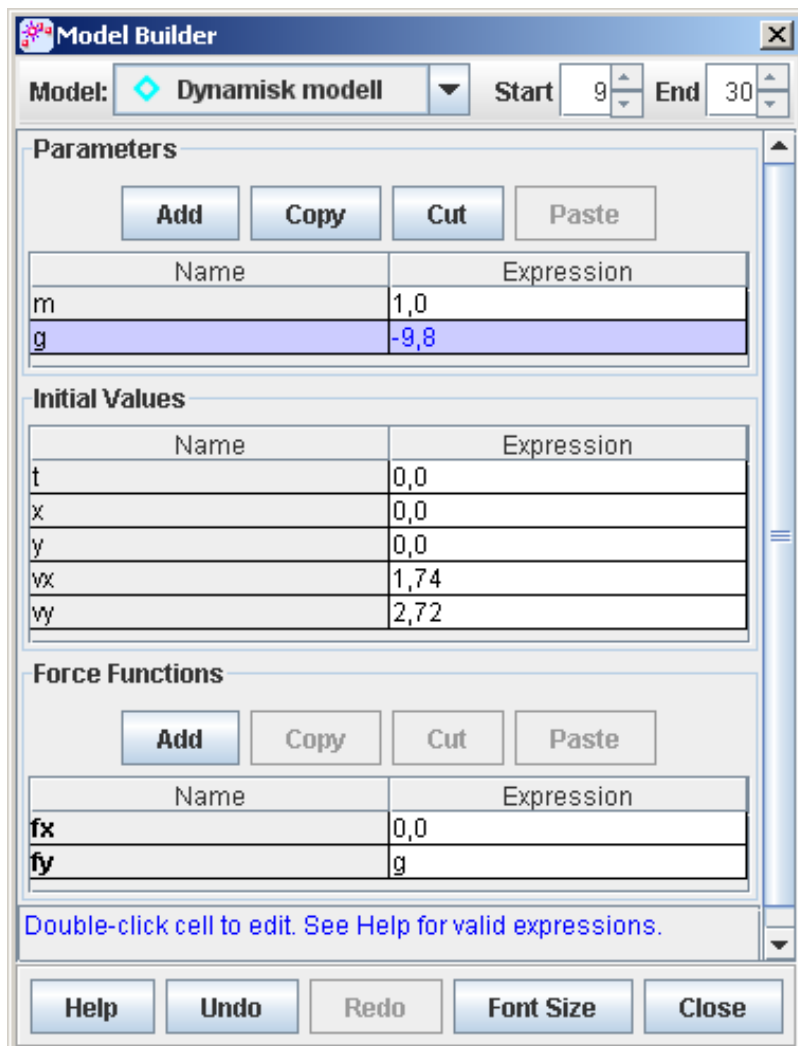 Model Builder
Model: Dynamisk modell Start 9 End 30
Parameters
Add Copy Cut Paste
Name Expression
m 1,0
g -9,8
Initial Values
Name Expression
t 0,0
x 0,0
y 0,0
vx 1,74
vy 2,72
Force Functions
Add Copy Cut Paste
Name Expression
fx 0,0
fy g
Double-click cell to edit. See Help for valid expressions.
Help Undo Redo Font Size Close